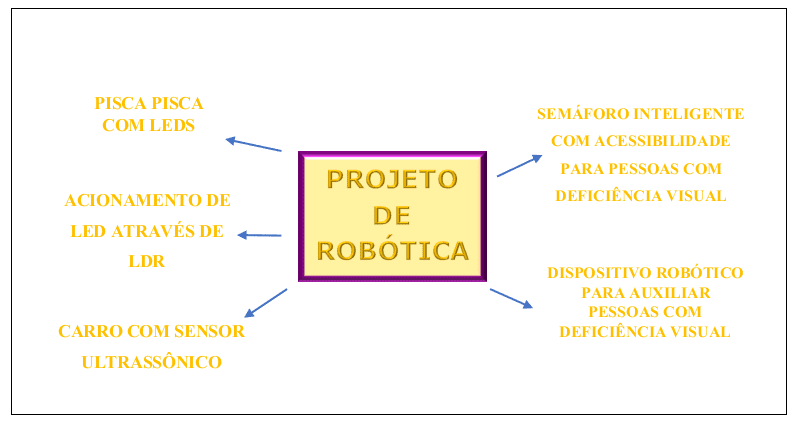 PISCA PISCA
COM LEDS
ACIONAMENTO DE
LED ATRAVÉS DE
LDR
CARRO COM SENSOR
ULTRASSÔNICO
PROJETO
DE
ROBÓTICA
SEMÁFORO INTELIGENTE
COM ACESSIBILIDADE
PARA PESSOAS COM
DEFICIÊNCIA VISUAL
DISPOSITIVO ROBÓTICO
PARA AUXILIAR
PESSOAS COM
DEFICIÊNCIA VISUAL